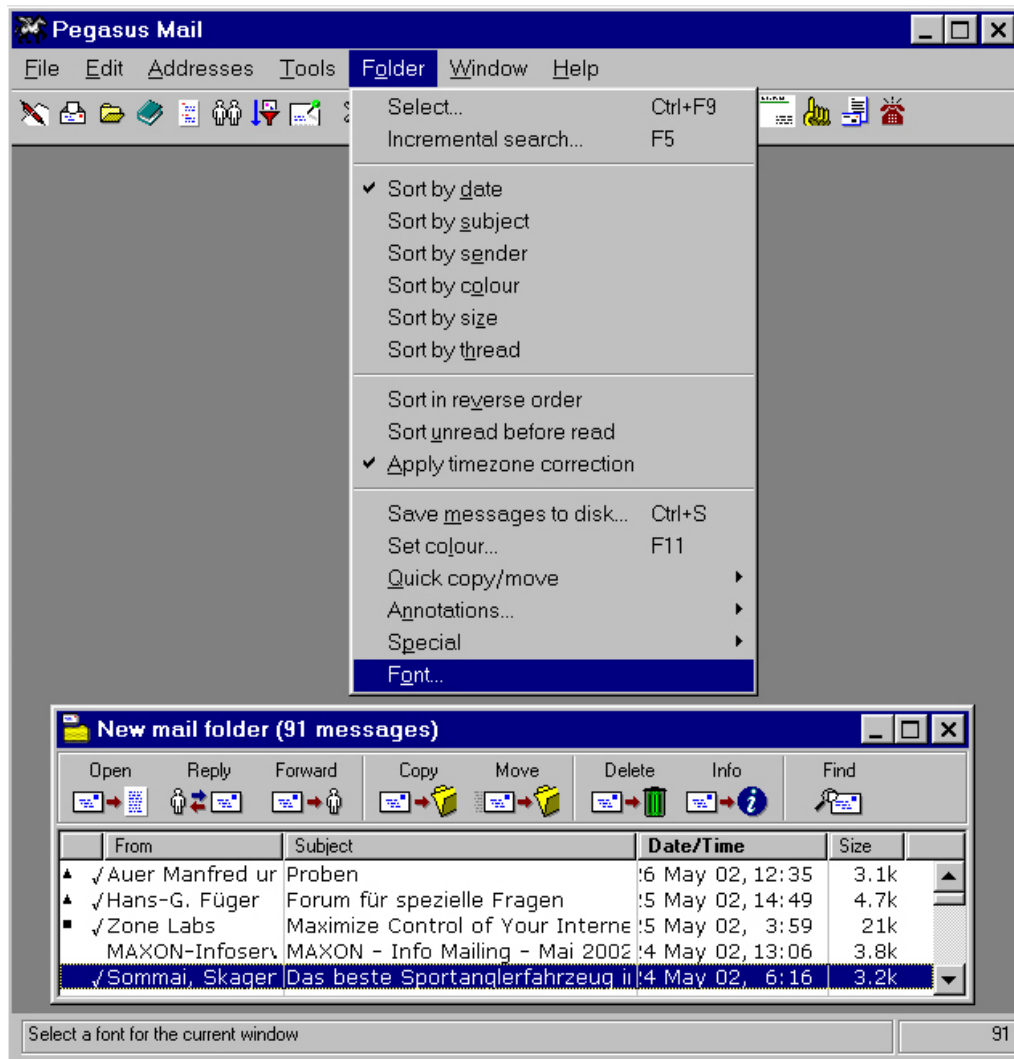 Pegasus Mail
File Edit Addresses Tools Folder Window Help
Select... Ctrl+F9
Incremental search... F5
Sort by date
Sort by subject
Sort by sender
Sort by colour
Sort by size
Sort by thread
Sort in reverse order
Sort unread before read
Apply timezone correction
Save messages to disk... Ctrl+S
Set colour... F11
Quick copy/move
Annotations...
Special
Font...
New mail folder (91 messages)
Open Reply Forward Copy Move Delete Info Find
From Subject Date/Time Size
Auer Manfred ur Proben 6 May 02, 12:35 3.1k
Hans-G. Füger Forum für spezielle Fragen 5 May 02, 14:49 4.7k
Zone Labs Maximize Control of Your Interne 5 May 02, 3:59 21k
MAXON-Infoserv MAXON - Info Mailing - Mai 2002 4 May 02, 13:06 3.8k
Sommai, Skager Das beste Sportanglerfahrzeug i 4 May 02, 6:16 3.2k
Select a font for the current window 91